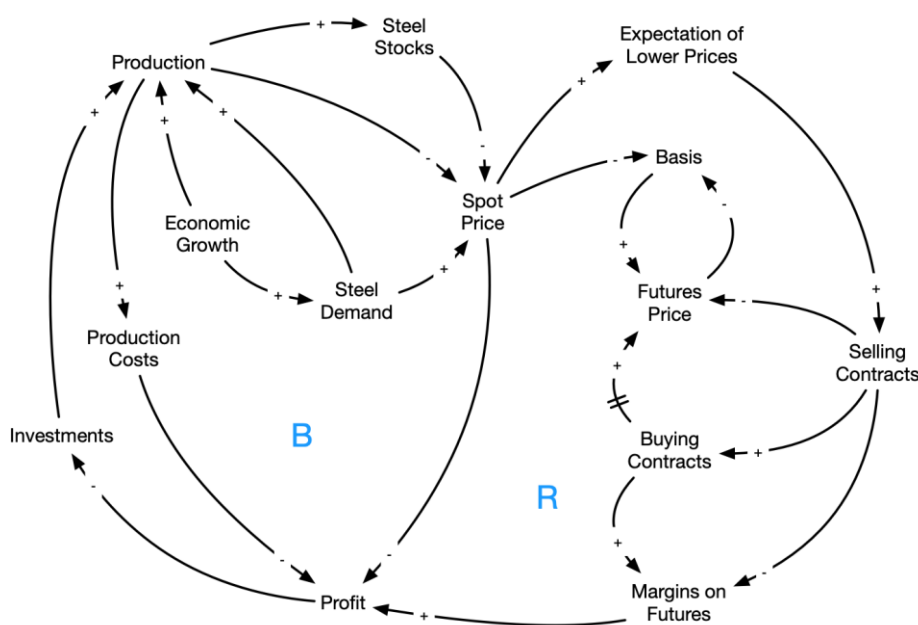 Steel
Stocks
Expectation of
Lower Prices
Production
+
+
+
+
+
-
-
-
Basis
-
Spot
Price
Economic
Growth
+
+
+
+
-
Steel
Demand
Futures
Price
-
+
Production
Costs
Selling
Contracts
+
Investments
B
Buying
Contracts
+
-
R
+
-
-
-
Profit
+
Margins on
Futures